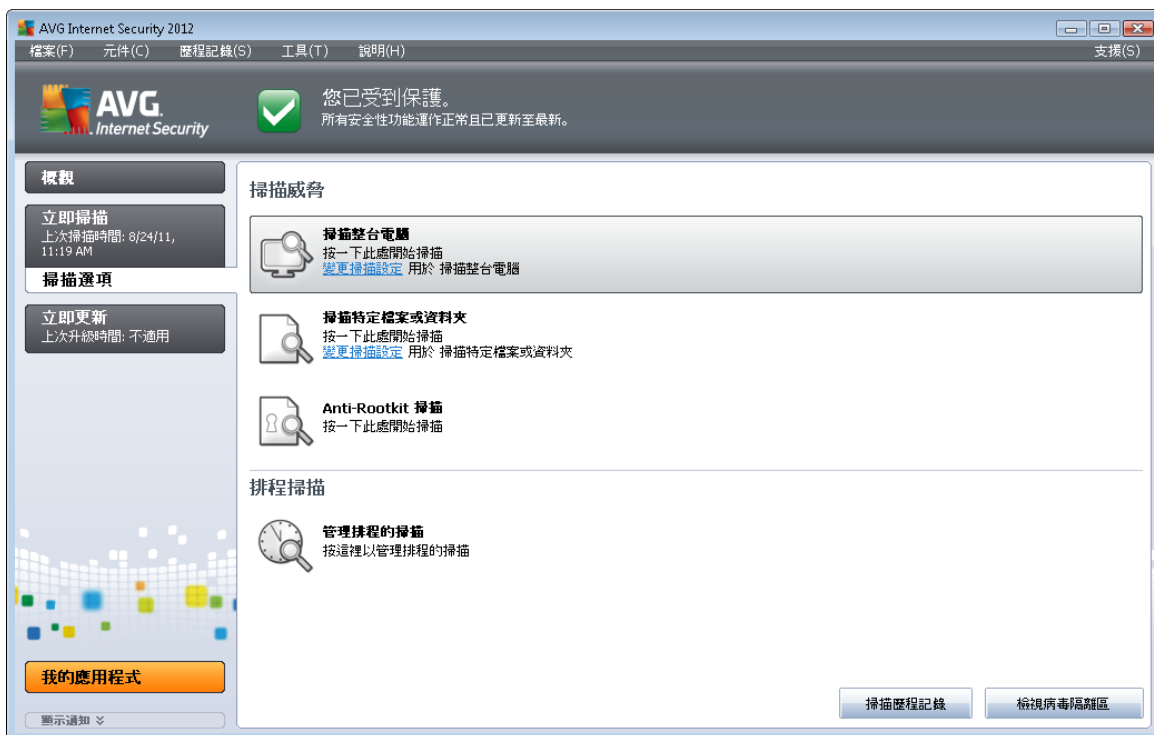 AVG Internet Security 2012
檔案(F) 元件(C) 歷程記錄(S) 工具(T) 說明(H) 支援(S)
AVG.
Internet Security
您已受到保護。
所有安全性功能運作正常且已更新至最新。
概觀
立即掃描
上次掃描時間: 8/24/11,
11:19 AM
掃描選項
立即更新
上次升級時間: 不適用
我的應用程式
顯示通知
掃描威脅
掃描整台電腦
按一下此處開始掃描
變更掃描設定 用於 掃描整台電腦
掃描特定檔案或資料夾
按一下此處開始掃描
變更掃描設定 用於 掃描特定檔案或資料夾
Anti-Rootkit 掃描
按一下此處開始掃描
排程掃描
管理排程的掃描
按這裡以管理排程的掃描
掃描歷程記錄
檢視病毒隔離區